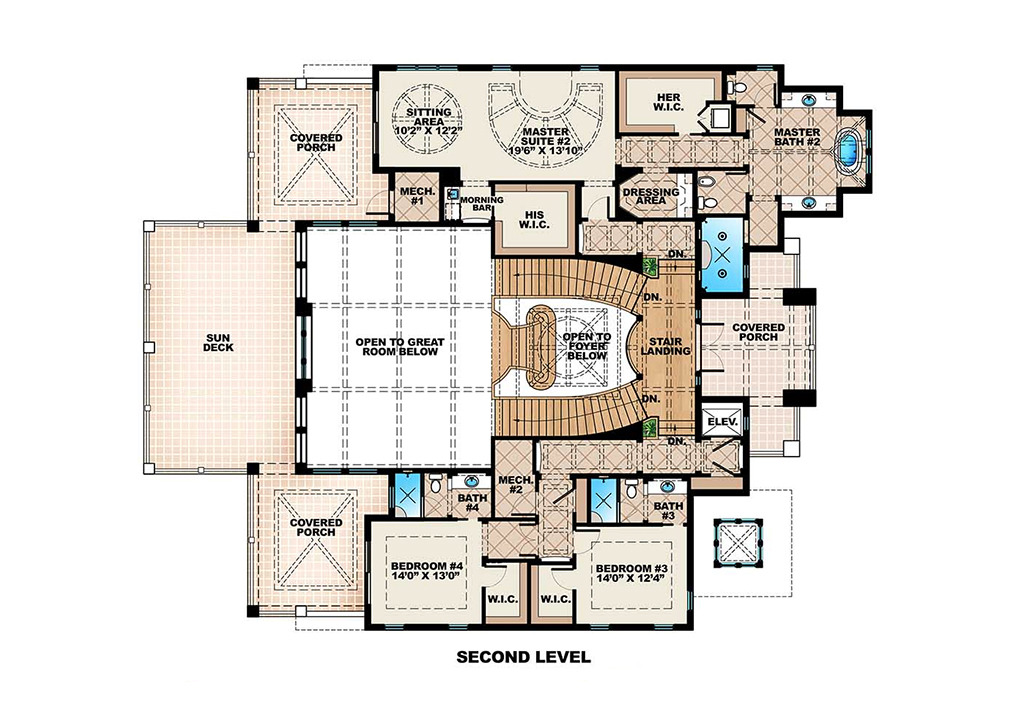 COVERED
PORCH
SITTING
AREA
10'2" X 12'2"
MASTER
SUITE #2
19'6" X 13'10"
HER
W.I.C.
MASTER
BATH #2
MECH.
#1
MORNING
BAR
HIS
W.I.C.
DRESSING
AREA
DN.
DN.
SUN
DECK
OPEN TO GREAT
ROOM BELOW
OPEN TO
FOYER
BELOW
STAIR
LANDING
COVERED
PORCH
DN.
ELEV.
DN.
COVERED
PORCH
BATH
#4
MECH.
#2
BATH
#3
BEDROOM #4
14'0" X 13'0"
W.I.C.
W.I.C.
BEDROOM #3
14'0" X 12'4"
SECOND LEVEL